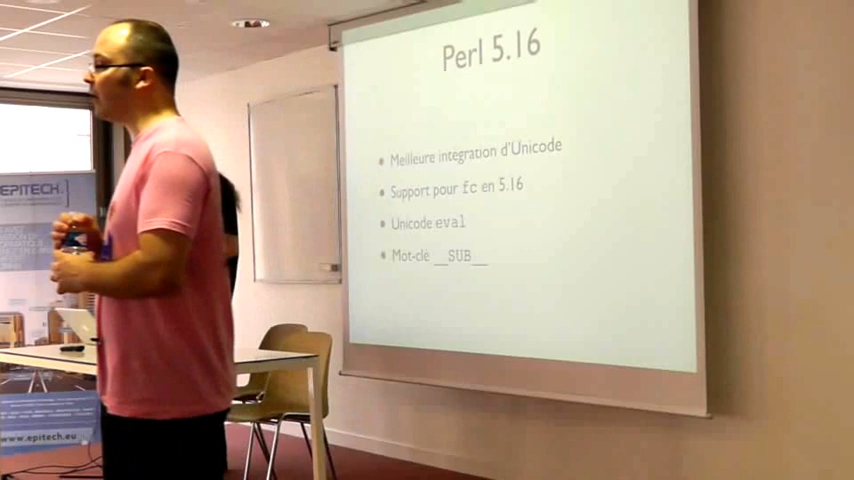 Perl 5.16
• Meilleure integration d'Unicode
• Support pour fc en 5.16
• Unicode eval
• Mot-clé __SUB__
EPITECH.
www.epitech.eu